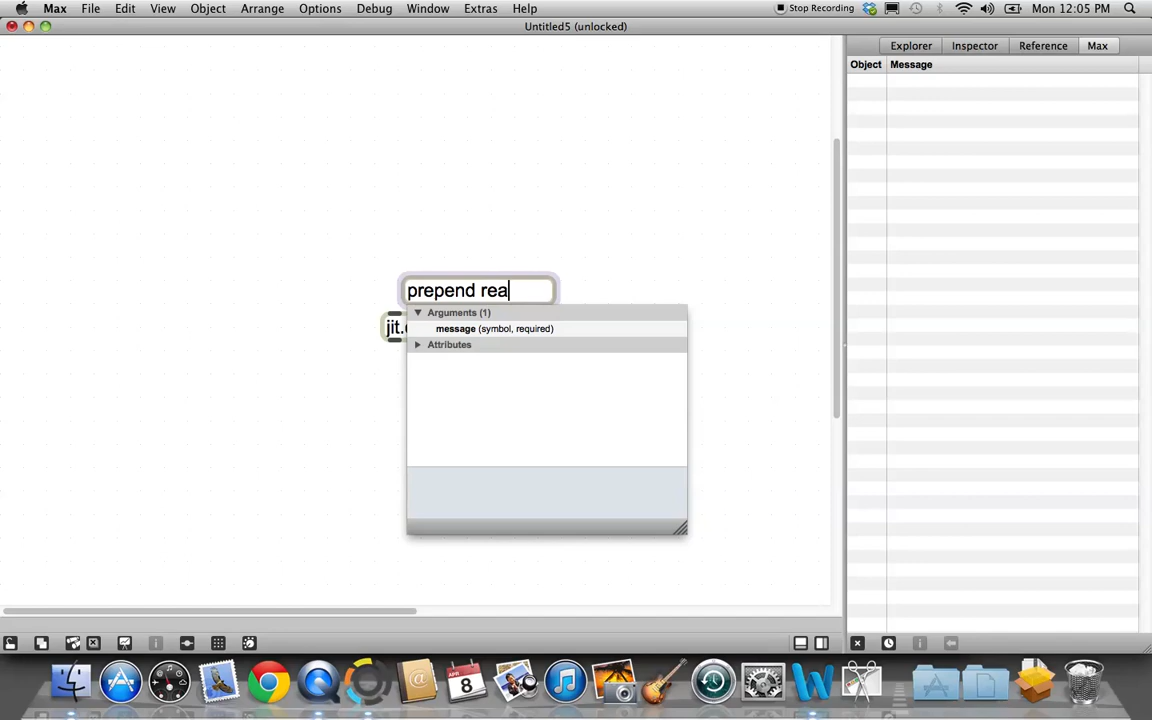 Max File Edit View Object Arrange Options Debug Window Extras Help Stop Recording Mon 12:05 PM
Untitled5 (unlocked)
Explorer Inspector Reference Max
Object Message
prepend rea
Arguments (1)
jit.
message (symbol, required)
Attributes
APR
8
W